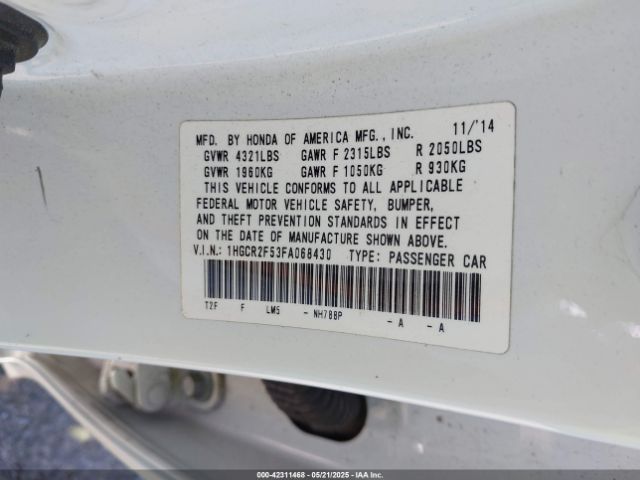 MFD. BY HONDA OF AMERICA MFG., INC. 11/'14
GVWR 4321LBS GAWR F 2315LBS R 2050LBS
GVWR 1960KG GAWR F 1050KG R 930KG
THIS VEHICLE CONFORMS TO ALL APPLICABLE
FEDERAL MOTOR VEHICLE SAFETY, BUMPER,
AND THEFT PREVENTION STANDARDS IN EFFECT
ON THE DATE OF MANUFACTURE SHOWN ABOVE.
V.I.N.: 1HGCR2F53FA068430 TYPE: PASSENGER CAR
T2F F LM5 - NH788P - A - A
000-42311468 | 05/21/2025 | Copyright: IAA, Inc.